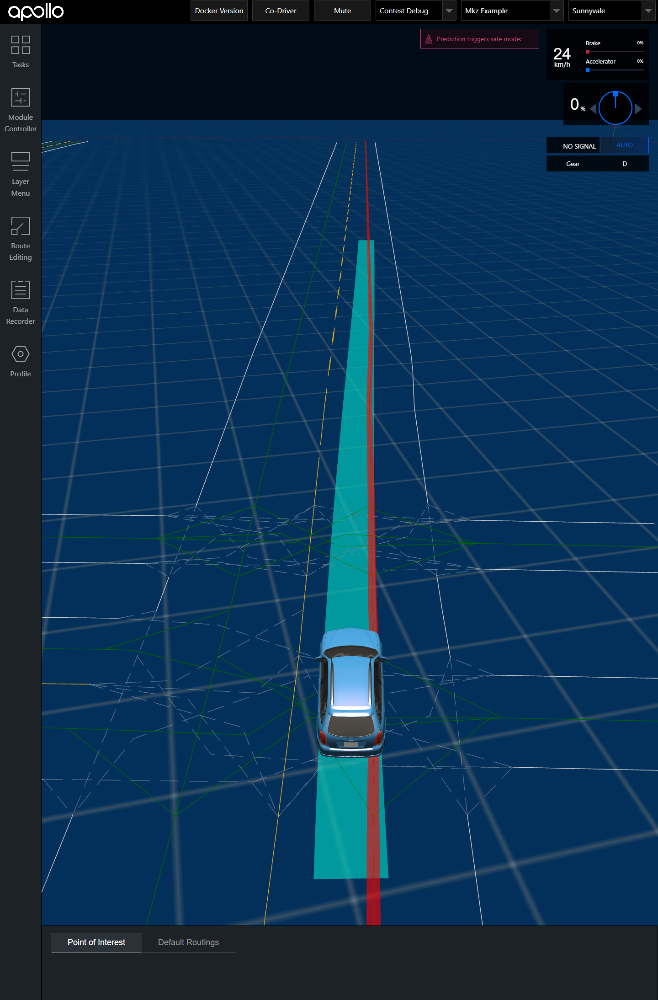 apollo
Docker Version
Co-Driver
Mute
Contest Debug
Mkz Example
Sunnyvale
Tasks
Module
Controller
Layer
Menu
Route
Editing
Data
Recorder
Profile
Prediction triggers safe mode:
24
km/h
Brake
0%
Accelerator
0%
0 %
NO SIGNAL
AUTO
Gear
D
Point of Interest
Default Routings